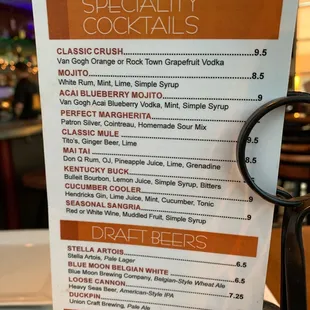 SPECIALITY
COCKTAILS
CLASSIC CRUSH 9.5
Van Gogh Orange or Rock Town Grapefruit Vodka
MOJITO 8.5
White Rum, Mint, Lime, Simple Syrup
ACAI BLUEBERRY MOJITO 9
Van Gogh Acai Blueberry Vodka, Mint, Simple Syrup
PERFECT MARGHERITA
Patron Silver, Cointreau, Homemade Sour Mix
CLASSIC MULE 8.5
Tito's, Ginger Beer, Lime
MAI TAI
Don Q Rum, OJ, Pineapple Juice, Lime, Grenadine
KENTUCKY BUCK 9
Bulleit Bourbon, Lemon Juice, Simple Syrup, Bitters
CUCUMBER COOLER 9
Hendricks Gin, Lime Juice, Mint, Cucumber, Tonic
SEASONAL SANGRIA 9
Red or White Wine, Muddled Fruit, Simple Syrup
DRAFT BEERS
STELLA ARTOIS 6.5
Stella Artois, Pale Lager
BLUE MOON BELGIAN WHITE 6.5
Blue Moon Brewing Company, Belgian-Style Wheat Ale
LOOSE CANNON 7.25
Heavy Seas Beer, American-Style IPA
DUCKPIN
Union Craft Brewing, Pale Ale